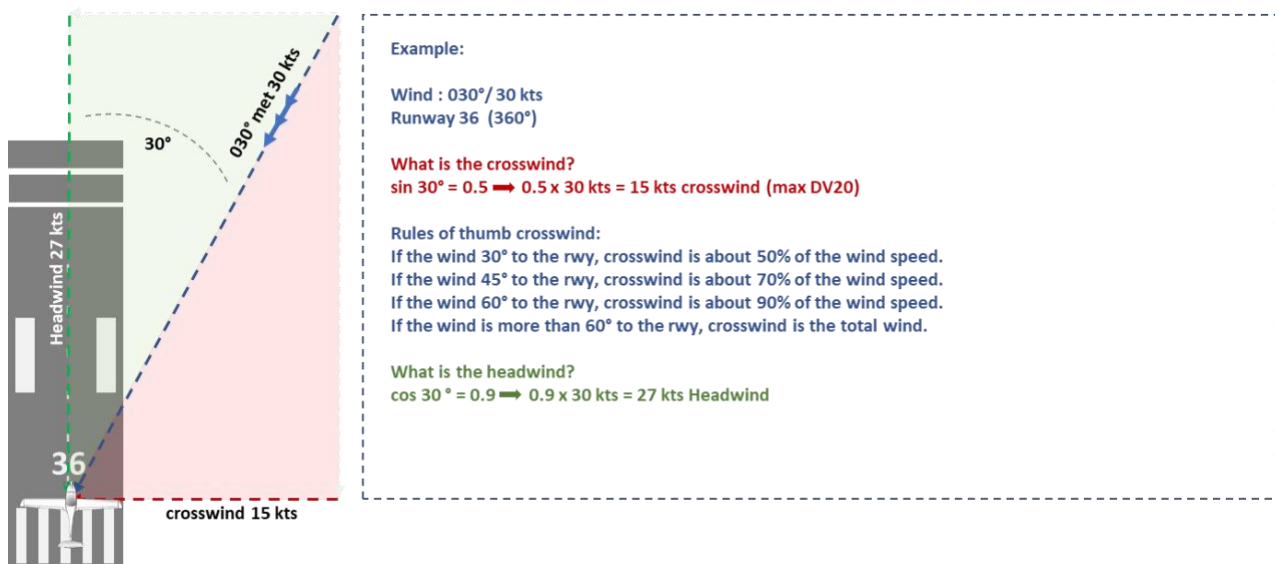 030° met 30 kts
30°
Headwind 27 kts
36
crosswind 15 kts
Example:
Wind : 030°/ 30 kts
Runway 36 (360°)
What is the crosswind?
sin 30° = 0.5 ➡ 0.5 x 30 kts = 15 kts crosswind (max DV20)
Rules of thumb crosswind:
If the wind 30° to the rwy, crosswind is about 50% of the wind speed.
If the wind 45° to the rwy, crosswind is about 70% of the wind speed.
If the wind 60° to the rwy, crosswind is about 90% of the wind speed.
If the wind is more than 60° to the rwy, crosswind is the total wind.
What is the headwind?
cos 30 ° = 0.9 ➡ 0.9 x 30 kts = 27 kts Headwind